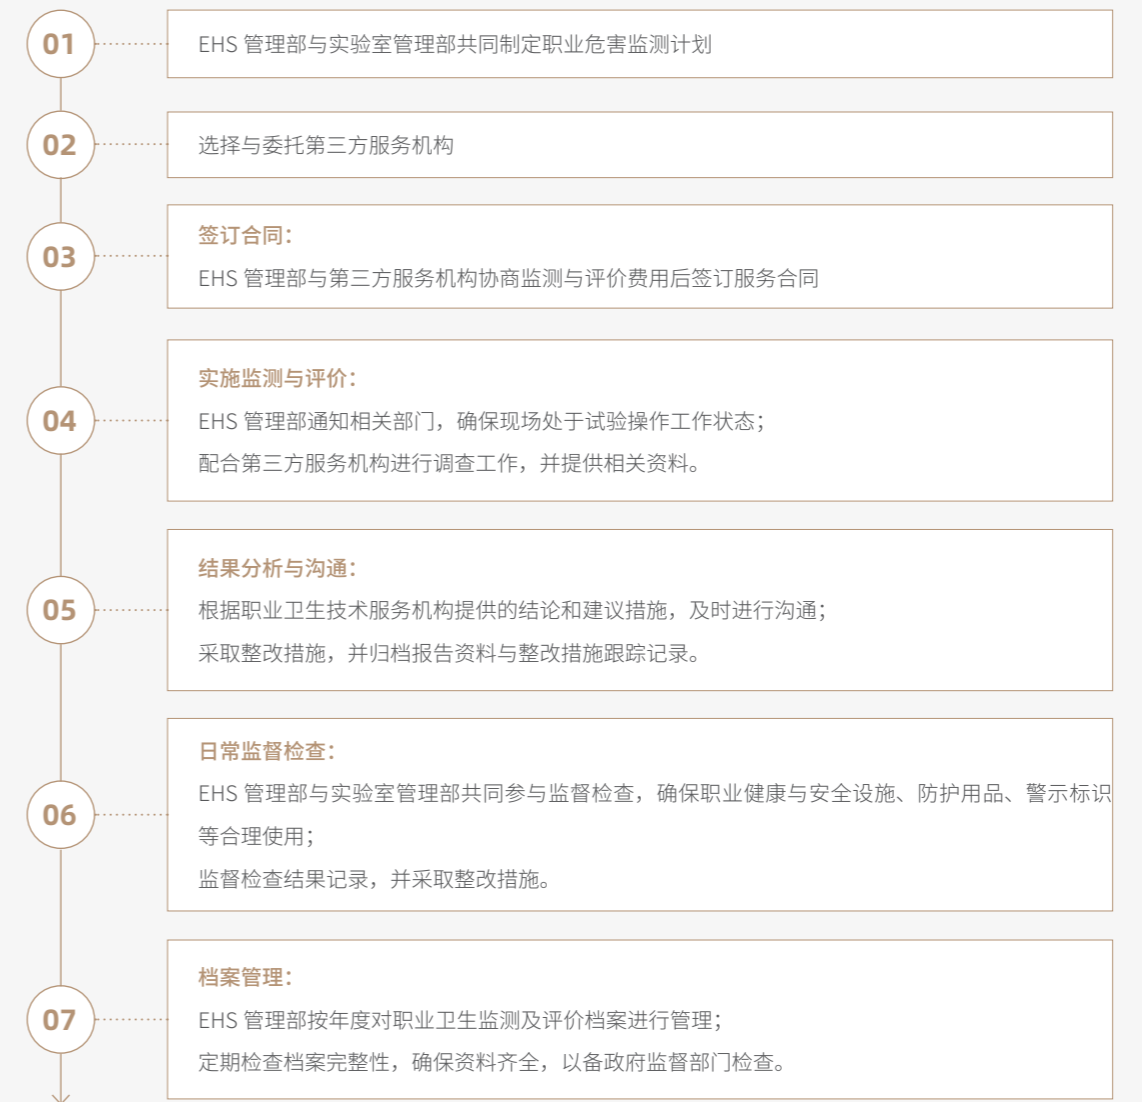 01
EHS 管理部与实验室管理部共同制定职业危害监测计划
02
选择与委托第三方服务机构
03
签订合同：
EHS 管理部与第三方服务机构协商监测与评价费用后签订服务合同
04
实施监测与评价：
EHS 管理部通知相关部门，确保现场处于试验操作工作状态；
配合第三方服务机构进行调查工作，并提供相关资料。
05
结果分析与沟通：
根据职业卫生技术服务机构提供的结论和建议措施，及时进行沟通；
采取整改措施，并归档报告资料与整改措施跟踪记录。
06
日常监督检查：
EHS 管理部与实验室管理部共同参与监督检查，确保职业健康与安全设施、防护用品、警示标识
等合理使用；
监督检查结果记录，并采取整改措施。
07
档案管理：
EHS 管理部按年度对职业卫生监测及评价档案进行管理；
定期检查档案完整性，确保资料齐全，以备政府监督部门检查。